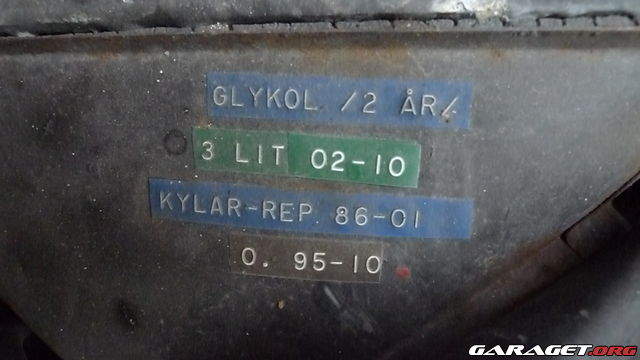 GLYKOL /2 ÅR/
3 LIT 02-10
KYLAR-REP. 86-01
O. 95-10
GARAGET.ORG